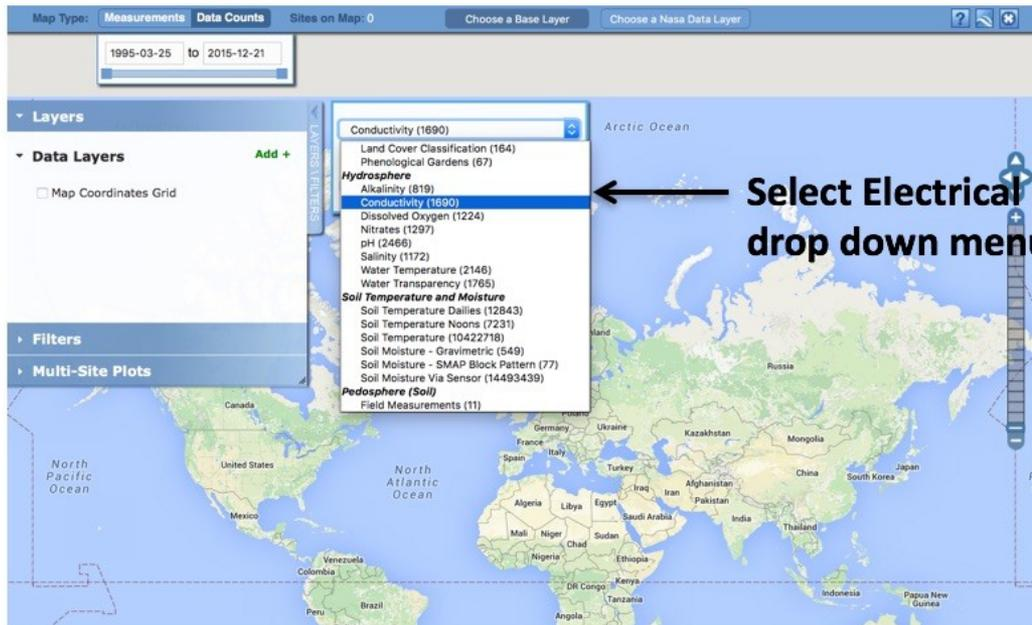 Map Type: Measurements Data Counts Sites on Map: 0 Choose a Base Layer Choose a Nasa Data Layer ?
1995-03-25 to 2015-12-21
Layers
LAYERS \ FILTERS
Data Layers Add +
Map Coordinates Grid
Filters
Multi-Site Plots
Conductivity (1690)
Land Cover Classification (164)
Phenological Gardens (67)
Hydrosphere
Alkalinity (819)
Conductivity (1690)
Dissolved Oxygen (1224)
Nitrates (1297)
pH (2466)
Salinity (1172)
Water Temperature (2146)
Water Transparency (1765)
Soil Temperature and Moisture
Soil Temperature Dailies (12843)
Soil Temperature Noons (7231)
Soil Temperature (10422718)
Soil Moisture - Gravimetric (549)
Soil Moisture - SMAP Block Pattern (77)
Soil Moisture Via Sensor (14493439)
Pedosphere (Soil)
Field Measurements (11)
Select Electrical
drop down menu
Arctic Ocean
Russia
Canada
Poland
Germany
Ukraine
France
Kazakhstan
Mongolia
Spain
Italy
North
Pacific
Ocean
United States
North
Atlantic
Ocean
Turkey
China
South Korea
Japan
Iraq
Iran
Afghanistan
Pakistan
Algeria
Libya
Egypt
Saudi Arabia
Mexico
India
Thailand
Mali
Niger
Chad
Sudan
Nigeria
Ethiopia
Venezuela
Colombia
DR Congo
Kenya
Tanzania
Indonesia
Papua New
Guinea
Peru
Brazil
Angola